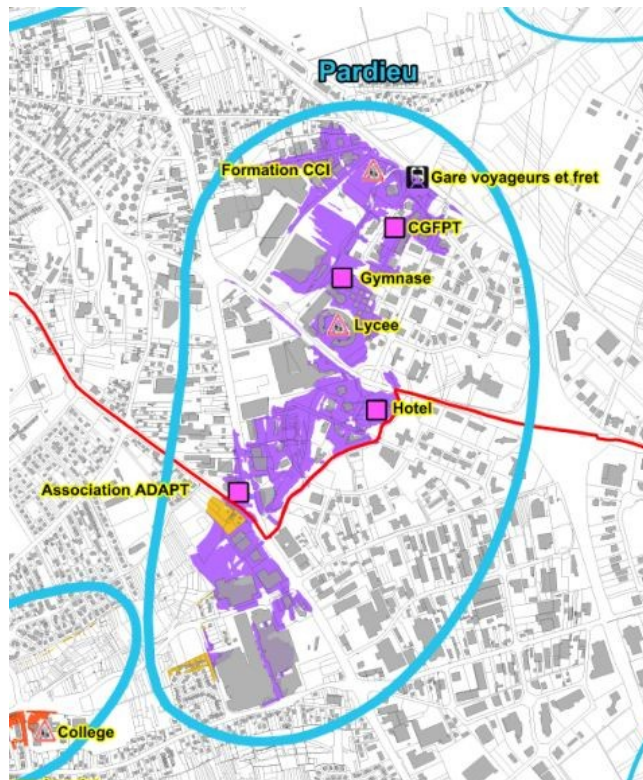 Pardieu
Formation CCI
Gare voyageurs et fret
CGFPT
Gymnase
Lycee
Hotel
Association ADAPT
College